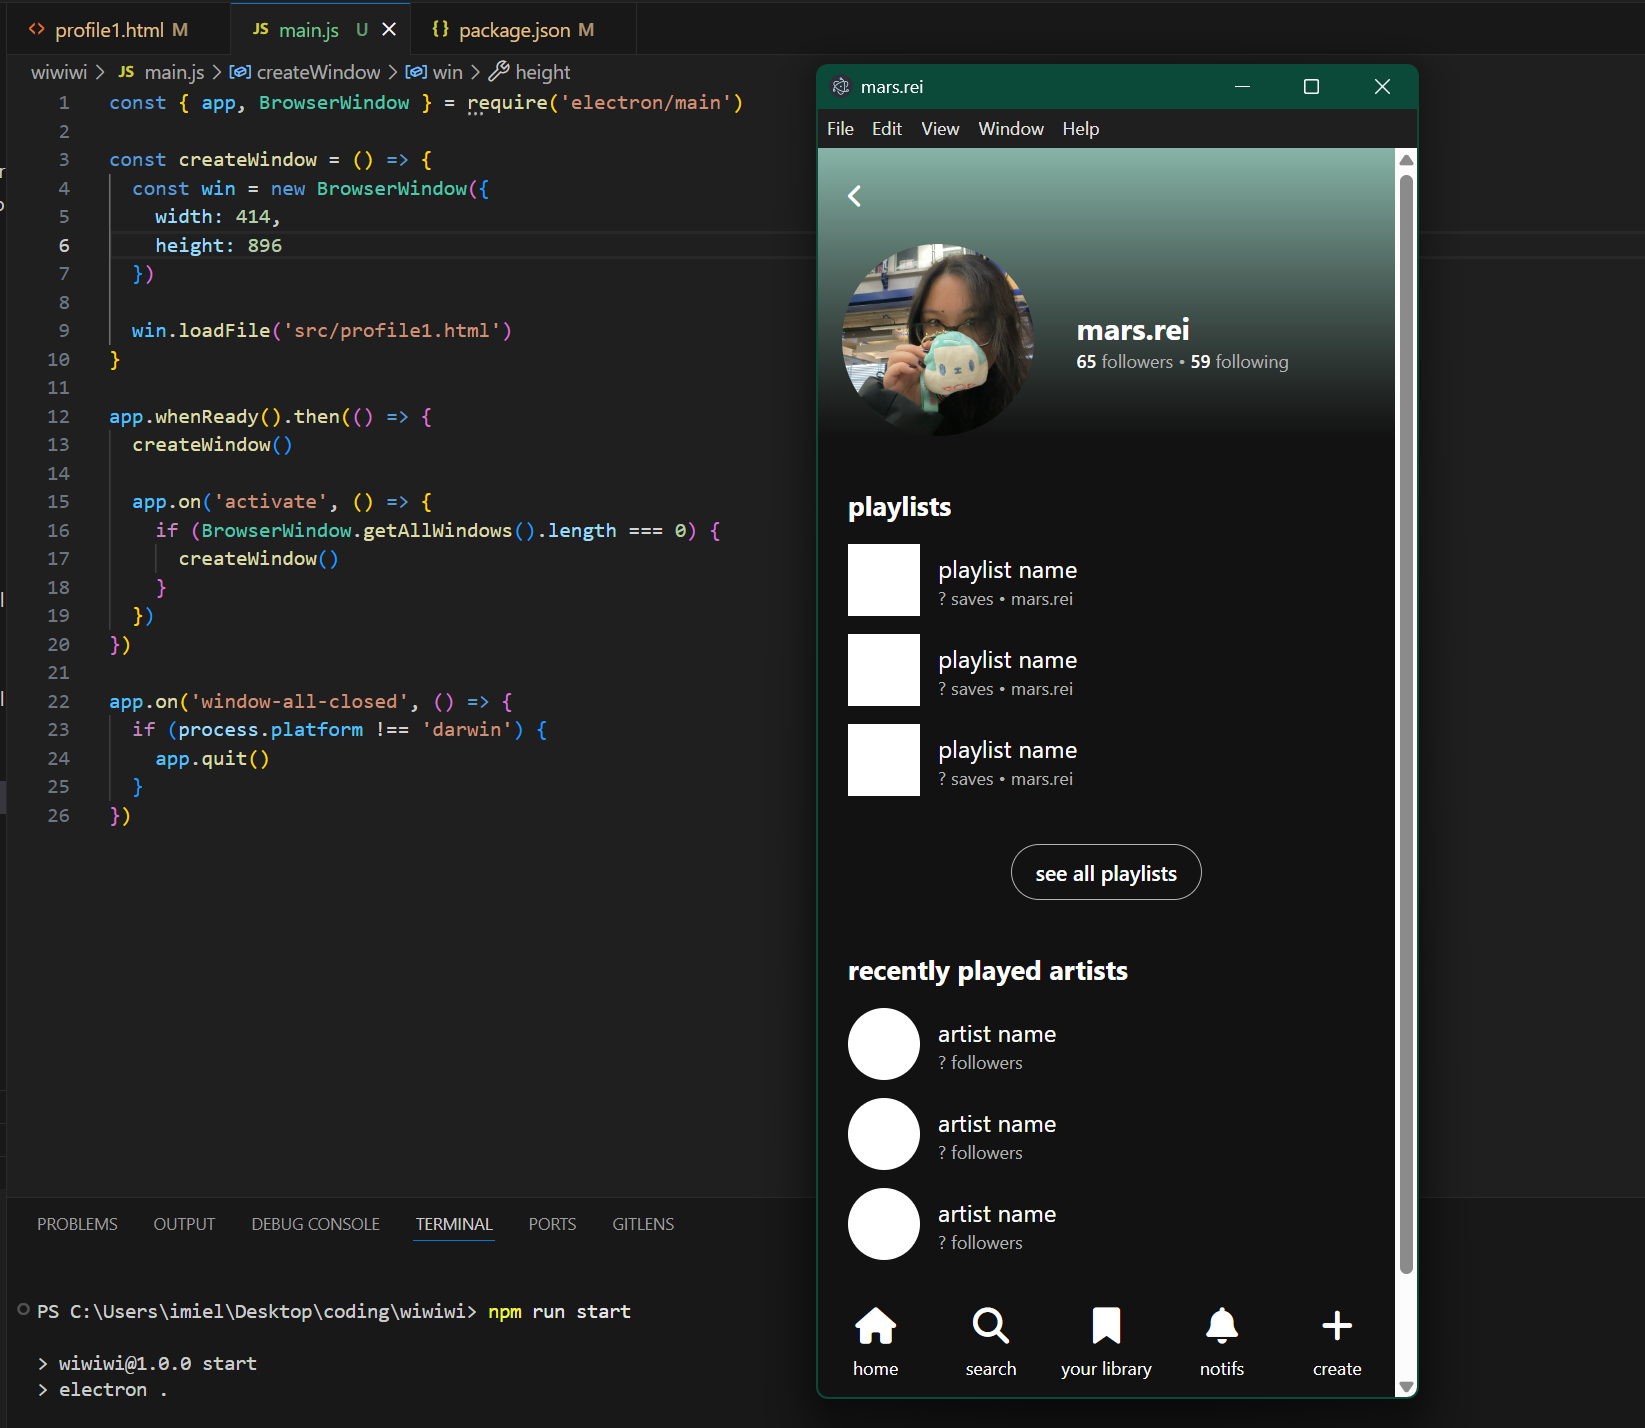 profile1.html M
JS main.js U
{} package.json M
wiwiwi > JS main.js > createWindow > win > height
1 const { app, BrowserWindow } = require('electron/main')
2
3 const createWindow = () => {
4 const win = new BrowserWindow({
5 width: 414,
6 height: 896
7 })
8
9 win.loadFile('src/profile1.html')
10 }
11
12 app.whenReady().then(() => {
13 createWindow()
14
15 app.on('activate', () => {
16 if (BrowserWindow.getAllWindows().length === 0) {
17 createWindow()
18 }
19 })
20 })
21
22 app.on('window-all-closed', () => {
23 if (process.platform !== 'darwin') {
24 app.quit()
25 }
26 })
PROBLEMS OUTPUT DEBUG CONSOLE TERMINAL PORTS GITLENS
PS C:\Users\imiel\Desktop\coding\wiwiwi> npm run start
> wiwiwi@1.0.0 start
> electron .
mars.rei
File Edit View Window Help
mars.rei
65 followers • 59 following
playlists
playlist name
? saves • mars.rei
playlist name
? saves • mars.rei
playlist name
? saves • mars.rei
see all playlists
recently played artists
artist name
? followers
artist name
? followers
artist name
? followers
home search your library notifs create